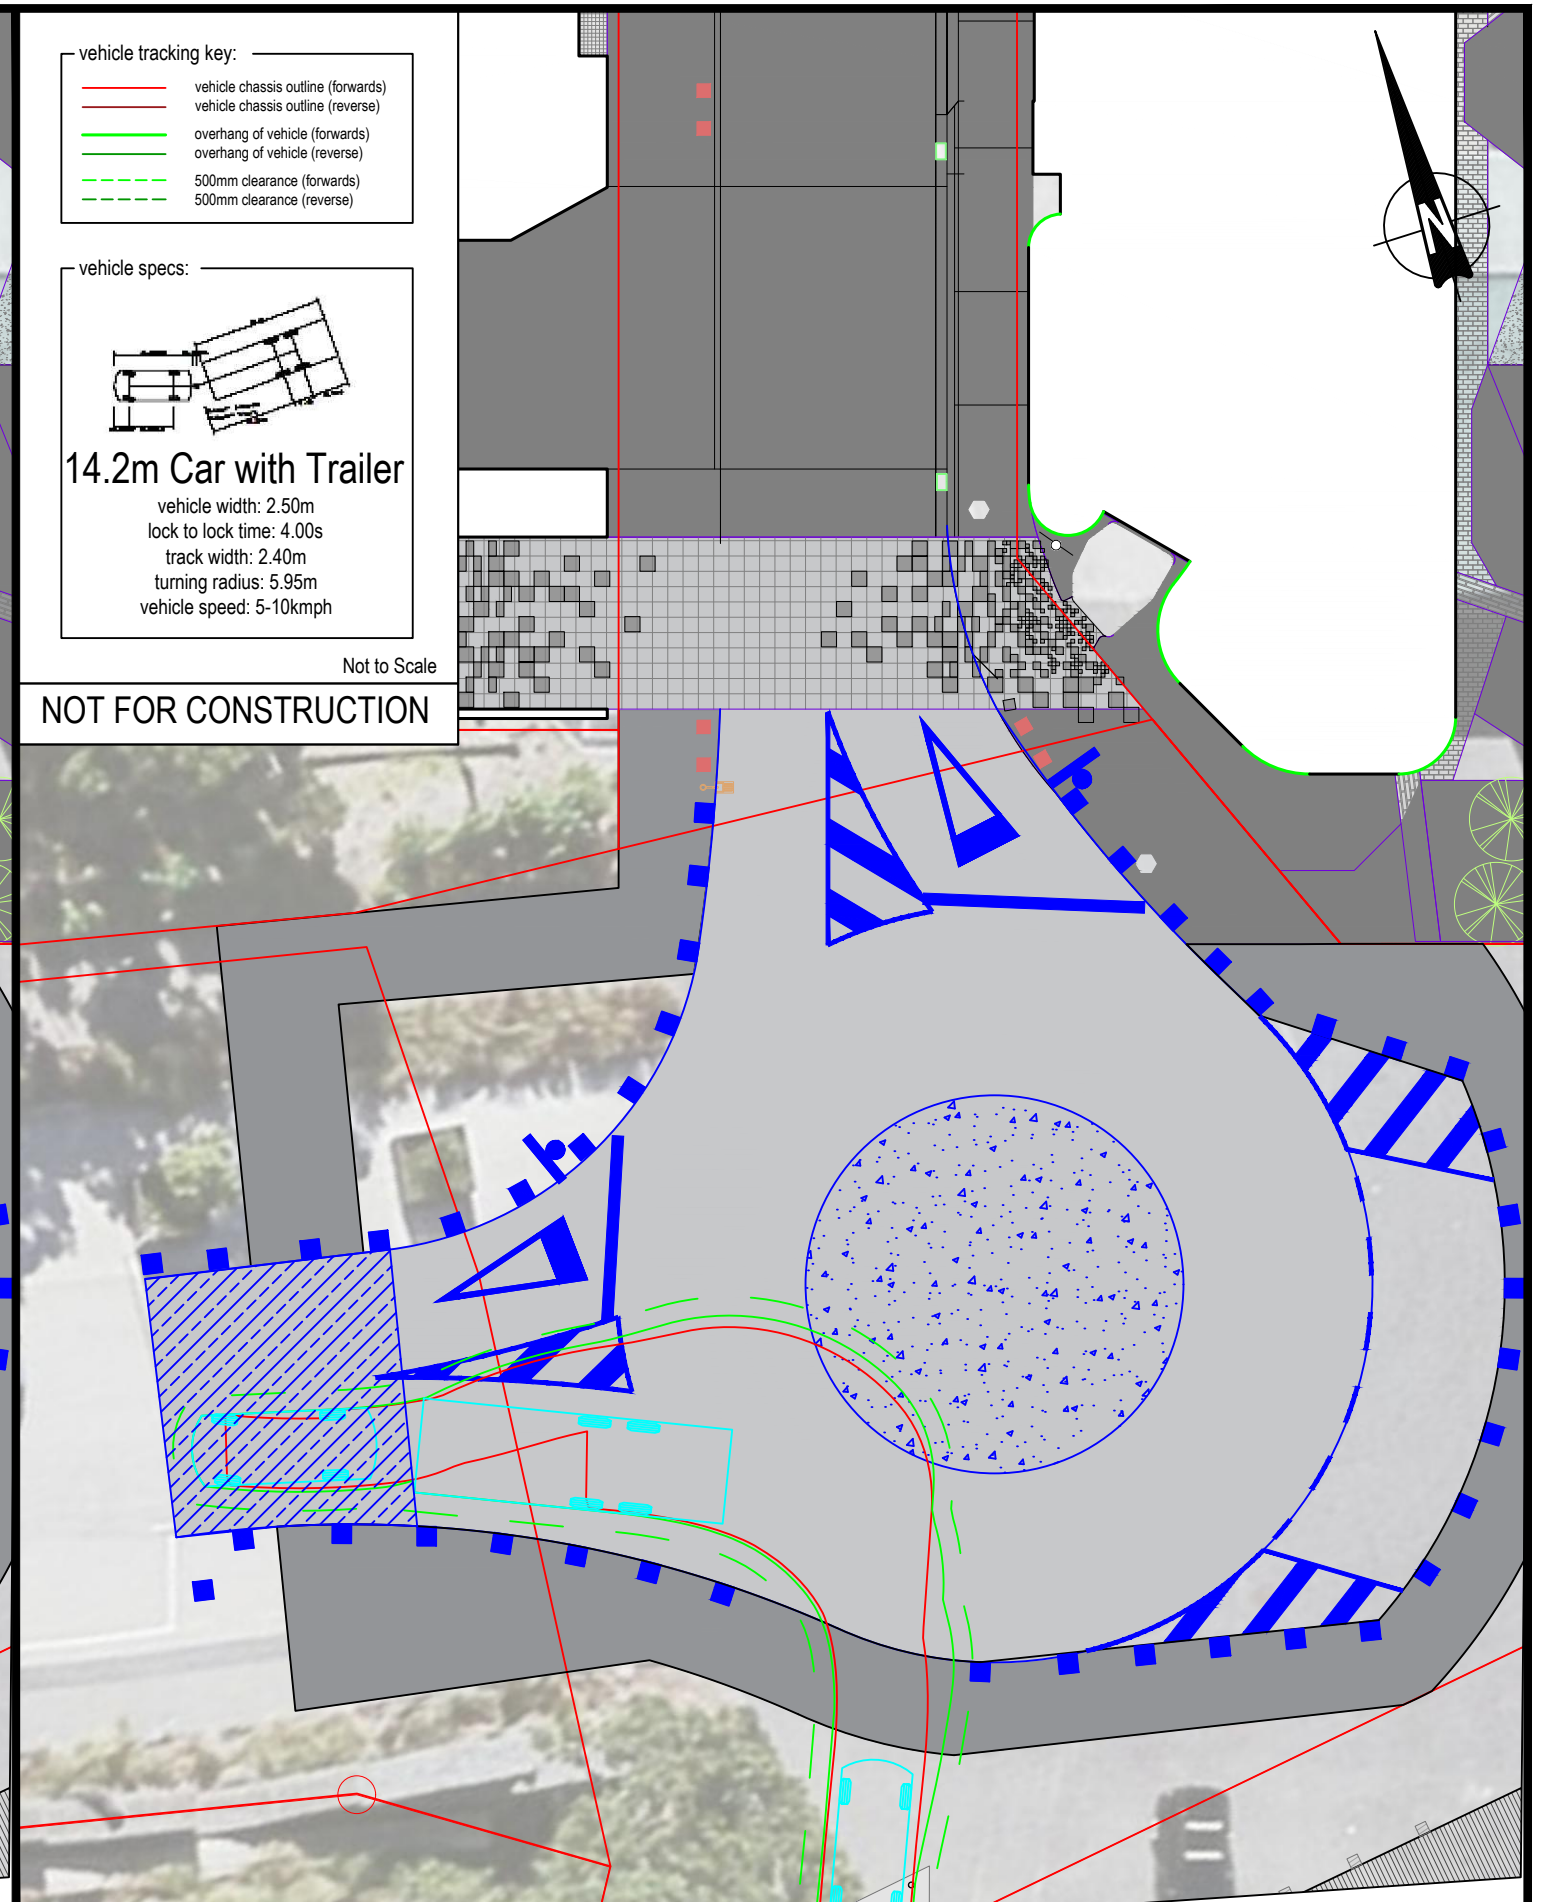 vehicle tracking key:
vehicle chassis outline (forwards)
vehicle chassis outline (reverse)
overhang of vehicle (forwards)
overhang of vehicle (reverse)
500mm clearance (forwards)
500mm clearance (reverse)
vehicle specs:
14.2m Car with Trailer
vehicle width: 2.50m
lock to lock time: 4.00s
track width: 2.40m
turning radius: 5.95m
vehicle speed: 5-10kmph
Not to Scale
NOT FOR CONSTRUCTION
N